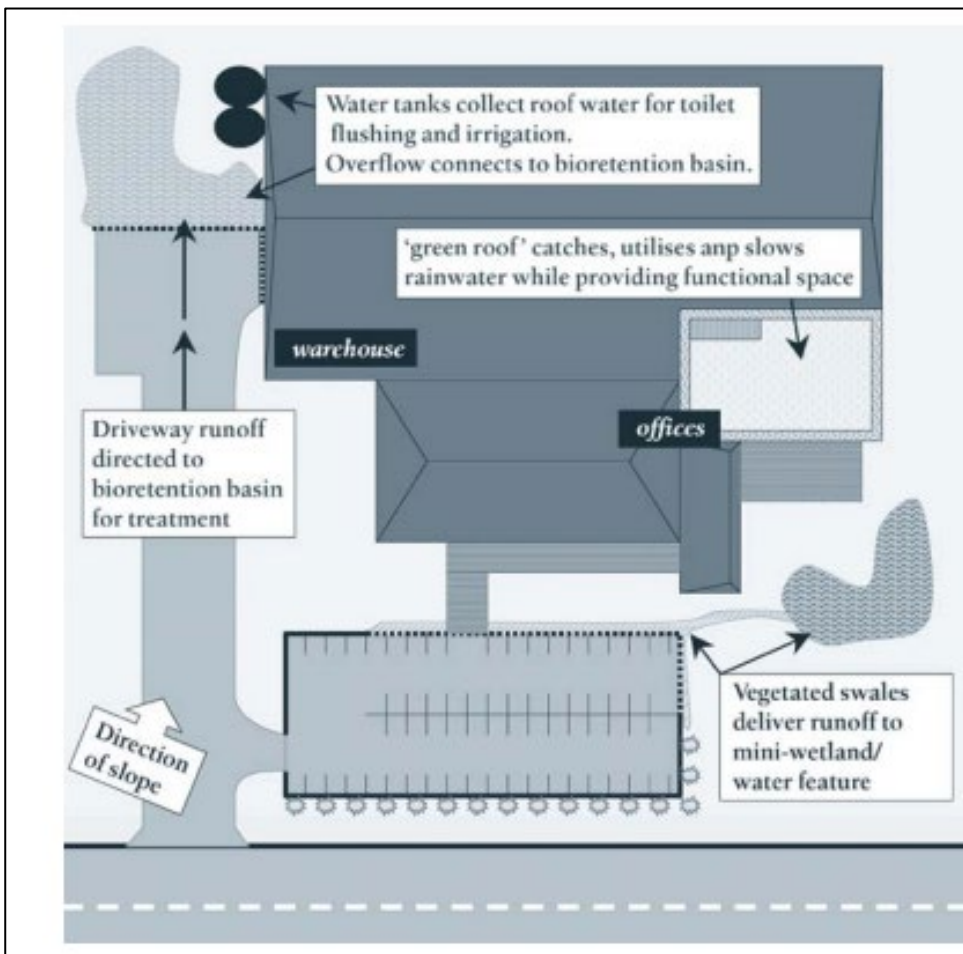 Water tanks collect roof water for toilet
flushing and irrigation.
Overflow connects to bioretention basin.
‘green roof’ catches, utilises anp slows
rainwater while providing functional space
warehouse
offices
Driveway runoff
directed to
bioretention basin
for treatment
Vegetated swales
deliver runoff to
mini-wetland/
water feature
Direction
of slope